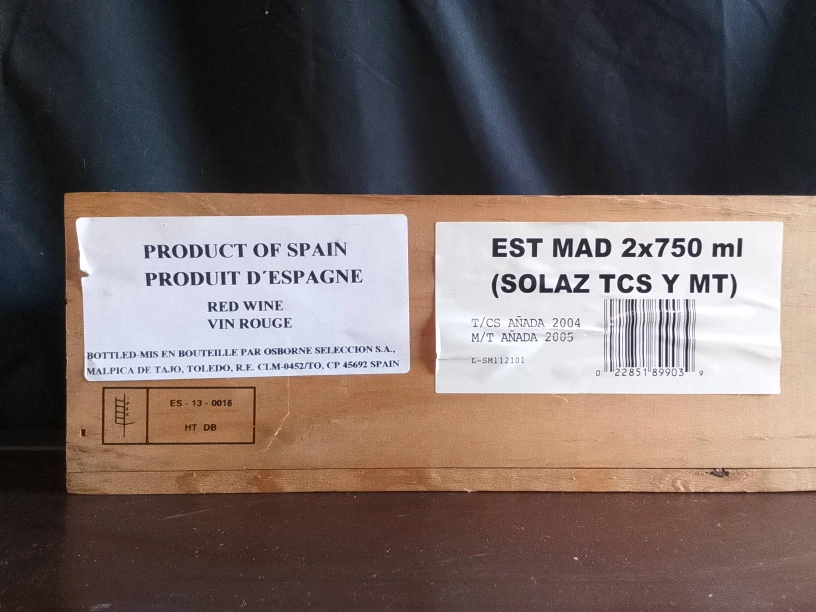 PRODUCT OF SPAIN
PRODUIT D´ESPAGNE
RED WINE
VIN ROUGE
BOTTLED-MIS EN BOUTEILLE PAR OSBORNE SELECCION S.A.,
MALPICA DE TAJO, TOLEDO, R.E. CLM-0452/TO, CP 45692 SPAIN
ES - 13 - 0016
HT DB
EST MAD 2x750 ml
(SOLAZ TCS Y MT)
T/CS AÑADA 2004
M/T AÑADA 2005
L-SM112101
0 22851 89903 9